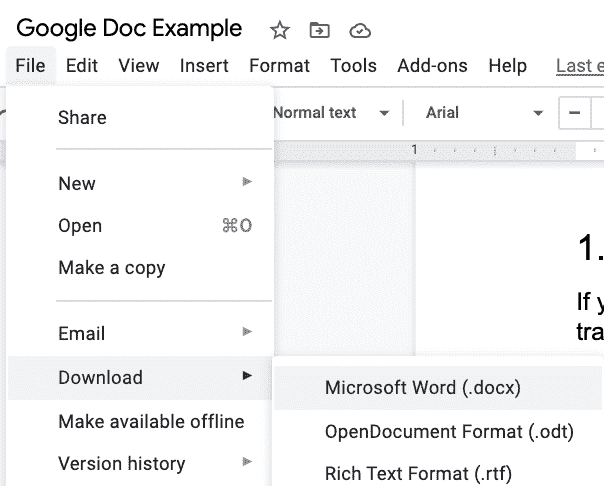 Google Doc Example
File Edit View Insert Format Tools Add-ons Help Last e
Normal text Arial
Share
1
New
Open ⌘O
Make a copy
1.
If y
tra
Email
Download
Microsoft Word (.docx)
Make available offline
OpenDocument Format (.odt)
Version history
Rich Text Format (.rtf)